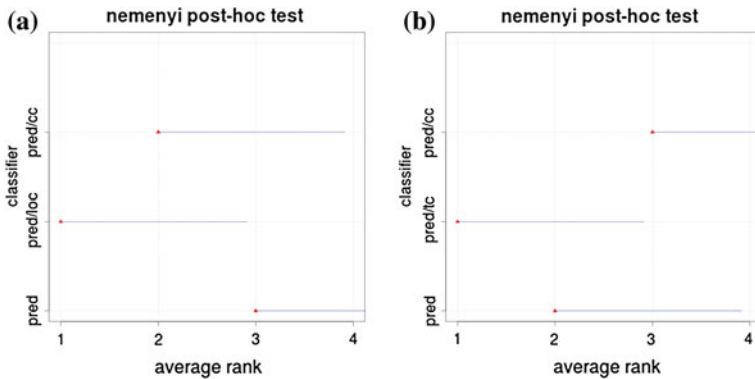 (a)
nemenyi post-hoc test
classifier
pred/cc
pred/loc
pred
1 2 3 4
average rank
(b)
nemenyi post-hoc test
classifier
pred/cc
pred/tc
pred
1 2 3 4
average rank